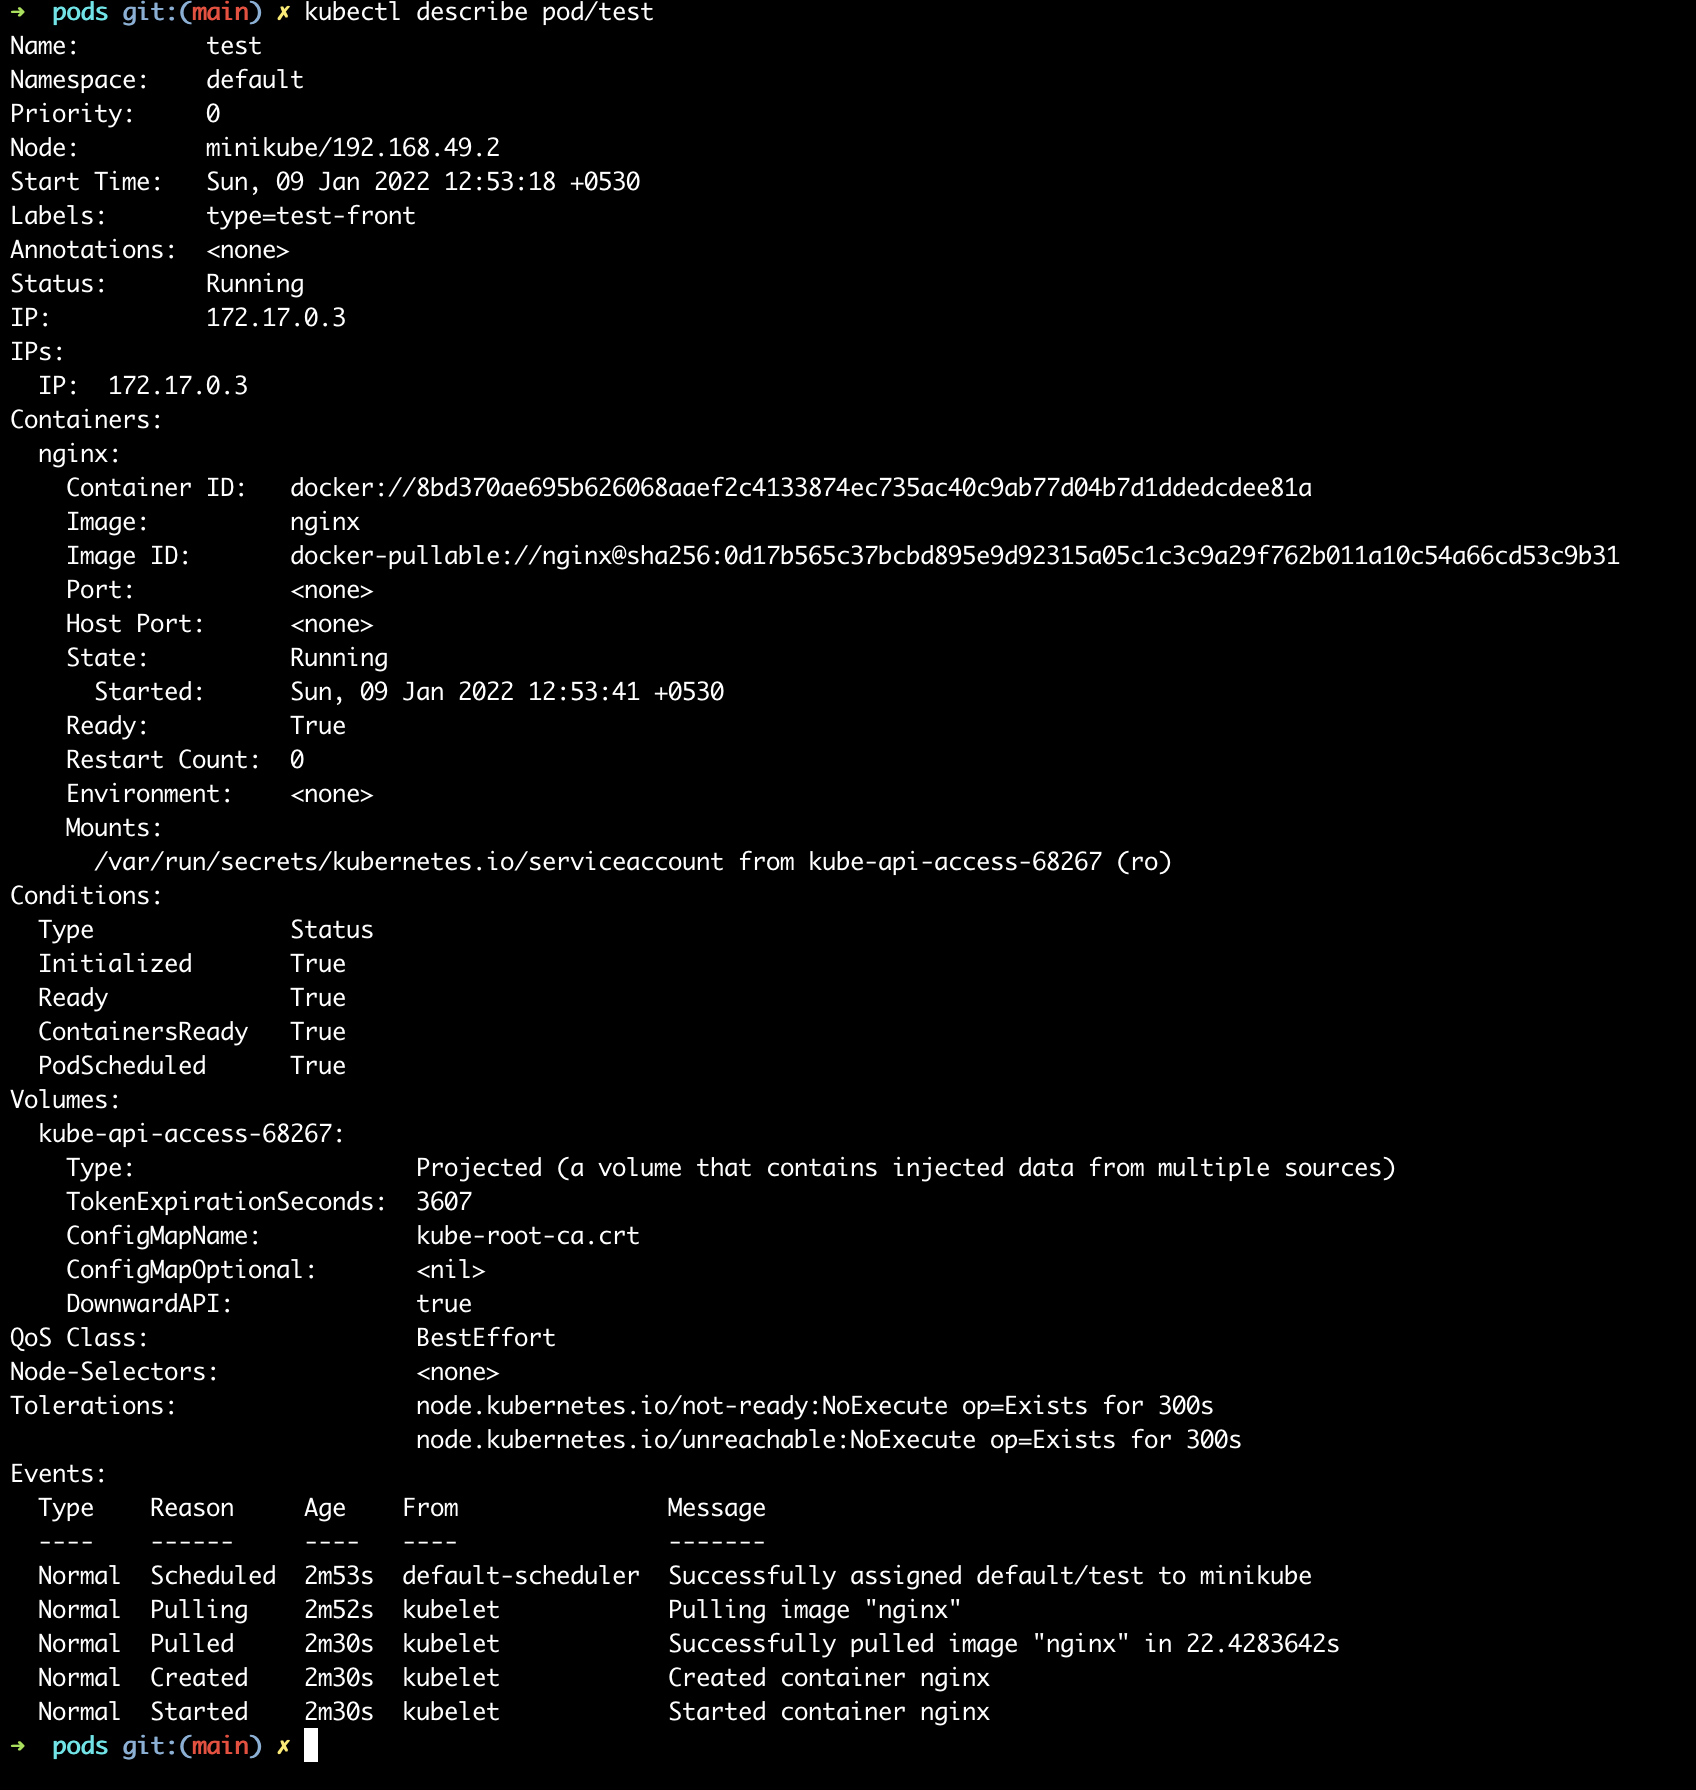 ➜  pods git:(main) ✗ kubectl describe pod/test
Name:         test
Namespace:    default
Priority:     0
Node:         minikube/192.168.49.2
Start Time:   Sun, 09 Jan 2022 12:53:18 +0530
Labels:       type=test-front
Annotations:  <none>
Status:       Running
IP:           172.17.0.3
IPs:
  IP:  172.17.0.3
Containers:
  nginx:
    Container ID:   docker://8bd370ae695b626068aaef2c4133874ec735ac40c9ab77d04b7d1ddedcdee81a
    Image:          nginx
    Image ID:       docker-pullable://nginx@sha256:0d17b565c37bcbd895e9d92315a05c1c3c9a29f762b011a10c54a66cd53c9b31
    Port:           <none>
    Host Port:      <none>
    State:          Running
      Started:      Sun, 09 Jan 2022 12:53:41 +0530
    Ready:          True
    Restart Count:  0
    Environment:    <none>
    Mounts:
      /var/run/secrets/kubernetes.io/serviceaccount from kube-api-access-68267 (ro)
Conditions:
  Type              Status
  Initialized       True
  Ready             True
  ContainersReady   True
  PodScheduled      True
Volumes:
  kube-api-access-68267:
    Type:                    Projected (a volume that contains injected data from multiple sources)
    TokenExpirationSeconds:  3607
    ConfigMapName:           kube-root-ca.crt
    ConfigMapOptional:       <nil>
    DownwardAPI:             true
QoS Class:                   BestEffort
Node-Selectors:              <none>
Tolerations:                 node.kubernetes.io/not-ready:NoExecute op=Exists for 300s
                             node.kubernetes.io/unreachable:NoExecute op=Exists for 300s
Events:
  Type    Reason     Age    From               Message
  ----    ------     ----   ----               -------
  Normal  Scheduled  2m53s  default-scheduler  Successfully assigned default/test to minikube
  Normal  Pulling    2m52s  kubelet            Pulling image "nginx"
  Normal  Pulled     2m30s  kubelet            Successfully pulled image "nginx" in 22.4283642s
  Normal  Created    2m30s  kubelet            Created container nginx
  Normal  Started    2m30s  kubelet            Started container nginx
➜  pods git:(main) ✗